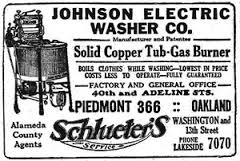 JOHNSON ELECTRIC
WASHER CO.
Manufacturer and Patentee
Solid Copper Tub-Gas Burner
BOILS CLOTHES WHILE WASHING—LOWEST IN PRICE
COSTS LESS TO OPERATE—FULLY GUARANTEED
FACTORY AND GENERAL OFFICE
40th and ADELINE STS.
PIEDMONT 366 :: OAKLAND
Alameda
County
Agents
Schlueter's
SERVICE
WASHINGTON and
13th Street
PHONE
LAKESIDE 7070